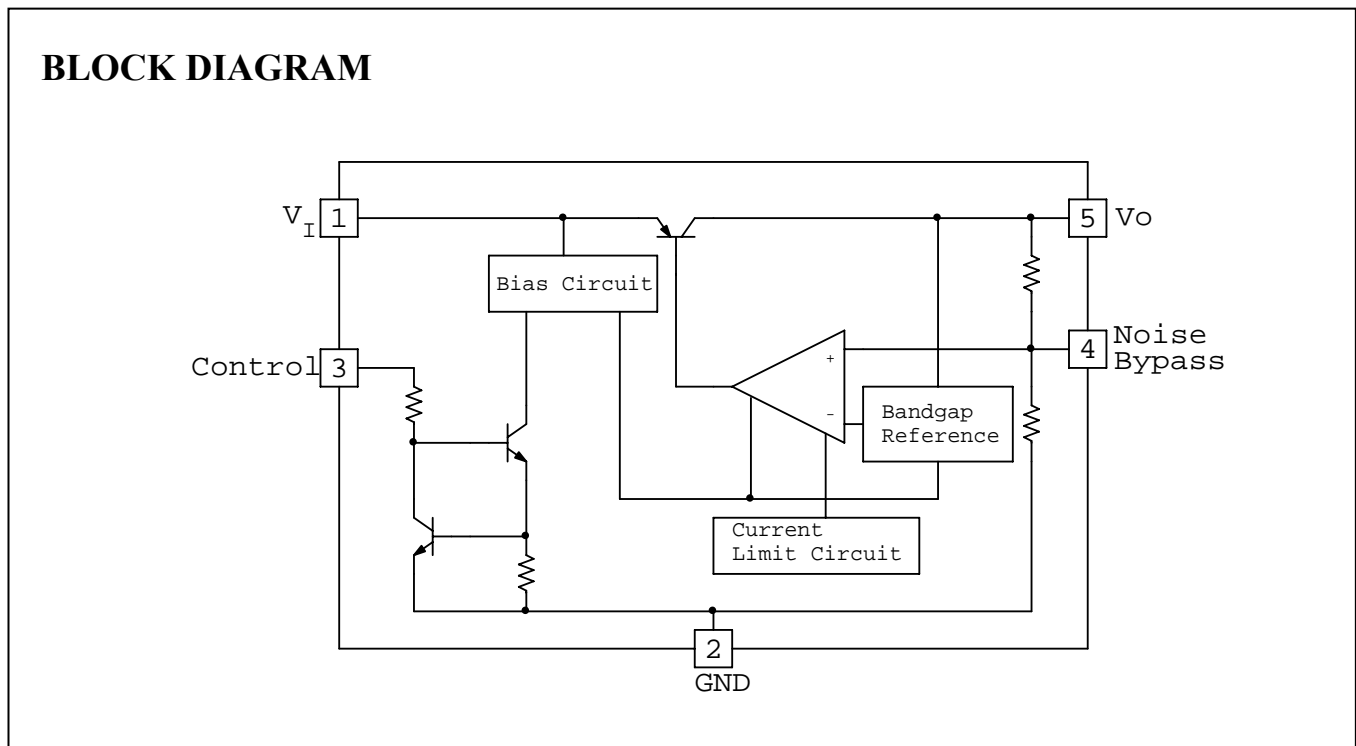 BLOCK DIAGRAM
V_I 1
5 Vo
Bias Circuit
Control 3
4 Noise
Bypass
+
-
Bandgap
Reference
Current
Limit Circuit
2
GND